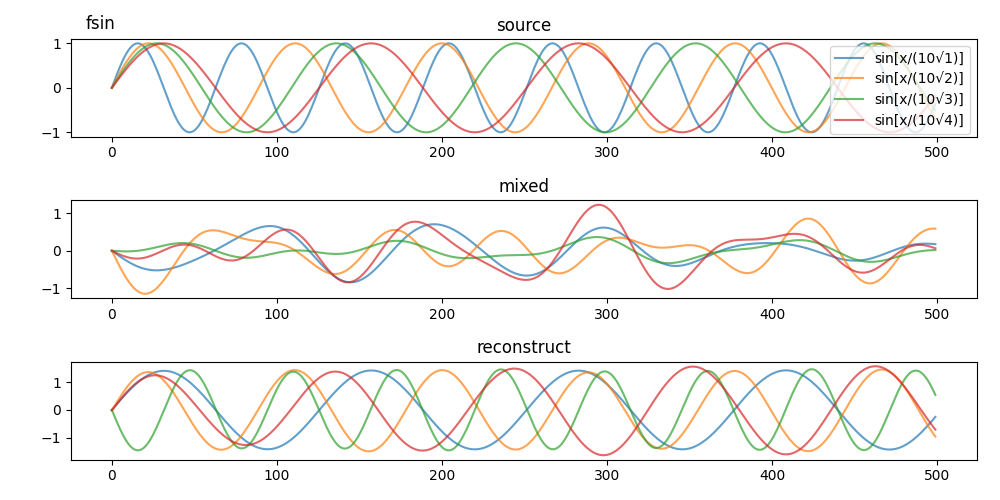 fsin
source
1
0
−1
sin[x/(10√1)]
sin[x/(10√2)]
sin[x/(10√3)]
sin[x/(10√4)]
0 100 200 300 400 500
mixed
1
0
−1
0 100 200 300 400 500
reconstruct
1
0
−1
0 100 200 300 400 500